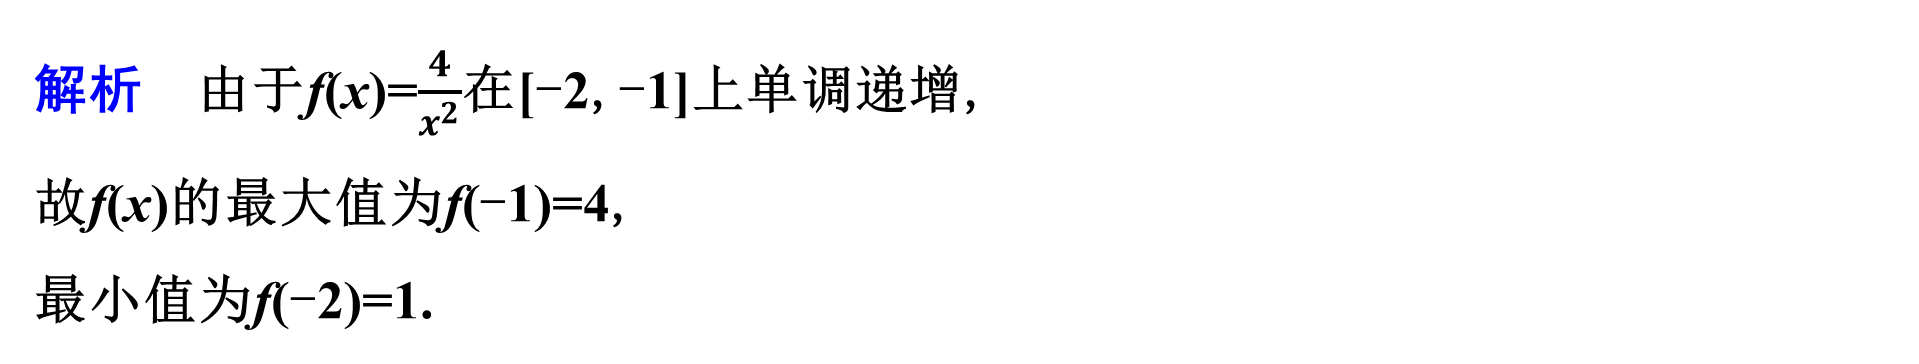 解析 由于f(x)=\frac{4}{x^2}在[−2, −1]上单调递增,
故f(x)的最大值为f(−1)=4,
最小值为f(−2)=1.